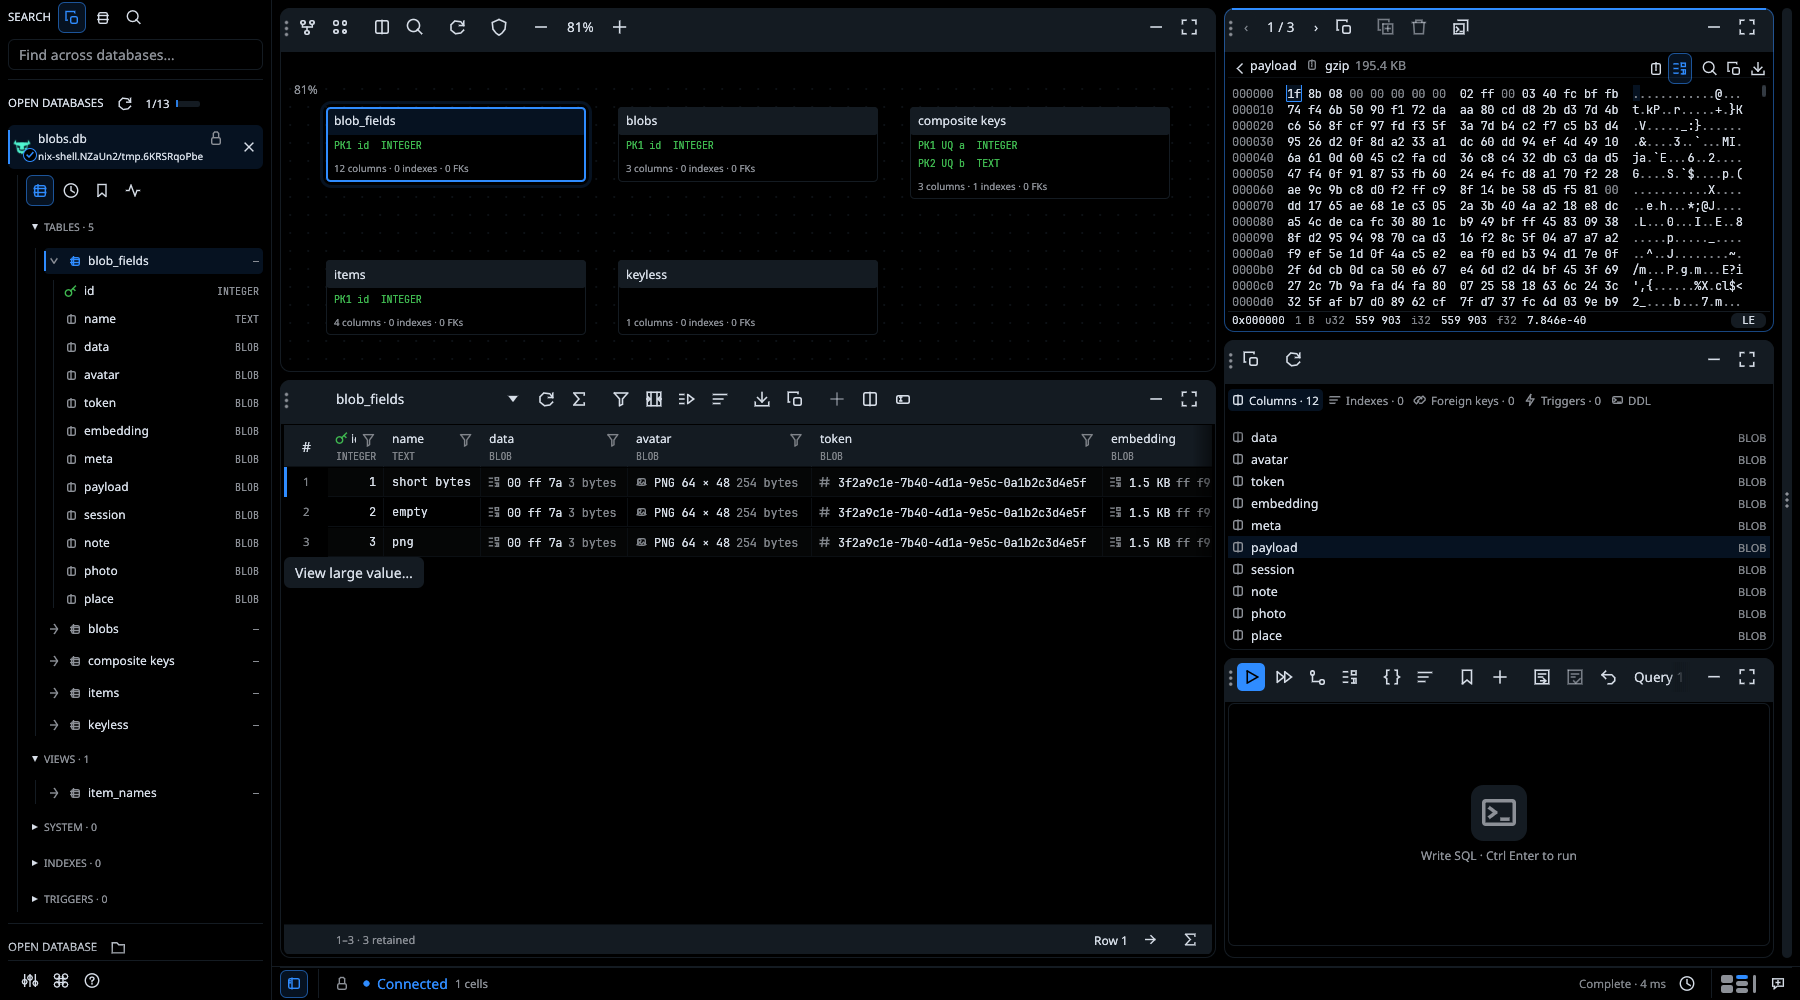 SEARCH
Find across databases...
OPEN DATABASES 1/13
blobs.db
nix-shell.NZaUn2/tmp.6KRSRqoPbe
TABLES · 5
blob_fields –
id INTEGER
name TEXT
data BLOB
avatar BLOB
token BLOB
embedding BLOB
meta BLOB
payload BLOB
session BLOB
note BLOB
photo BLOB
place BLOB
blobs –
composite keys –
items –
keyless –
VIEWS · 1
item_names –
SYSTEM · 0
INDEXES · 0
TRIGGERS · 0
OPEN DATABASE
81%
81%
blob_fields
PK1 id INTEGER
12 columns · 0 indexes · 0 FKs
blobs
PK1 id INTEGER
3 columns · 0 indexes · 0 FKs
composite keys
PK1 UQ a INTEGER
PK2 UQ b TEXT
3 columns · 1 indexes · 0 FKs
items
PK1 id INTEGER
4 columns · 0 indexes · 0 FKs
keyless
1 columns · 0 indexes · 0 FKs
blob_fields
# name data avatar token embedding
INTEGER TEXT BLOB BLOB BLOB BLOB
1 1 short bytes 00 ff 7a 3 bytes PNG 64 × 48 254 bytes # 3f2a9c1e-7b40-4d1a-9e5c-0a1b2c3d4e5f 1.5 KB ff f9
2 2 empty 00 ff 7a 3 bytes PNG 64 × 48 254 bytes # 3f2a9c1e-7b40-4d1a-9e5c-0a1b2c3d4e5f 1.5 KB ff f9
3 3 png 00 ff 7a 3 bytes PNG 64 × 48 254 bytes # 3f2a9c1e-7b40-4d1a-9e5c-0a1b2c3d4e5f 1.5 KB ff f9
View large value...
1–3 · 3 retained Row 1
1 / 3
payload gzip 195.4 KB
000000 1f 8b 08 00 00 00 00 00 02 ff 00 03 40 fc bf fb ............@...
000010 74 f4 6b 50 90 f1 72 da aa 80 cd d8 2b d3 7d 4b t.kP..r.....+.}K
000020 c6 56 8f cf 97 fd f3 5f 3a 7d b4 c2 f7 c5 b3 d4 .V....._:}......
000030 95 26 d2 0f 8d a2 33 a1 dc 60 dd 94 ef 4d 49 10 .&....3..`...MI.
000040 6a 61 0d 60 45 c2 fa cd 36 c8 c4 32 db c3 da d5 ja.`E...6..2....
000050 47 f4 0f 91 87 53 fb 60 24 e4 fc d8 a1 70 f2 28 G....S.`$....p.(
000060 ae 9c 9b c8 d0 f2 ff c9 8f 14 be 58 d5 f5 81 00 ...........X....
000070 dd 17 65 ae 68 1e c3 05 2a 3b 40 4a a2 18 e8 dc ..e.h...*;@J....
000080 a5 4c de ca fc 30 80 1c b9 49 bf ff 45 83 09 38 .L...0...I..E..8
000090 8f d2 95 94 98 70 ca d3 16 f2 8c 5f 04 a7 a7 a2 .....p....._....
0000a0 f9 ef 5e 1d 0f 4a c5 e2 ea f0 ed b3 94 d1 7e 0f ..^..J........~.
0000b0 2f 6d cb 0d ca 50 e6 67 e4 6d d2 d4 bf 45 3f 69 /m...P.g.m...E?i
0000c0 27 2c 7b 9a fa d4 fa 80 07 25 58 18 63 6c 24 3c ',{......%X.cl$<
0000d0 32 5f af b7 d0 89 62 cf 7f d7 37 fc 6d 03 9e b9 2_....b...7.m...
0x000000 1 B u32 559 903 i32 559 903 f32 7.846e-40 LE
Columns · 12 Indexes · 0 Foreign keys · 0 Triggers · 0 DDL
data BLOB
avatar BLOB
token BLOB
embedding BLOB
meta BLOB
payload BLOB
session BLOB
note BLOB
photo BLOB
place BLOB
Query 1
Write SQL · Ctrl Enter to run
Connected 1 cells
Complete · 4 ms